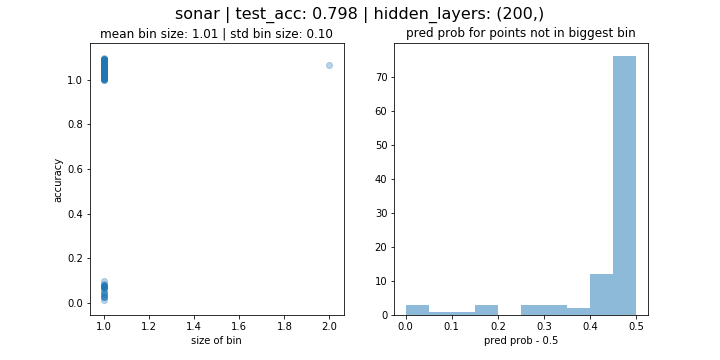 sonar | test_acc: 0.798 | hidden_layers: (200,)
mean bin size: 1.01 | std bin size: 0.10
1.0
0.8
0.6
0.4
0.2
0.0
accuracy
1.0 1.2 1.4 1.6 1.8 2.0
size of bin
pred prob for points not in biggest bin
70
60
50
40
30
20
10
0
0.0 0.1 0.2 0.3 0.4 0.5
pred prob - 0.5